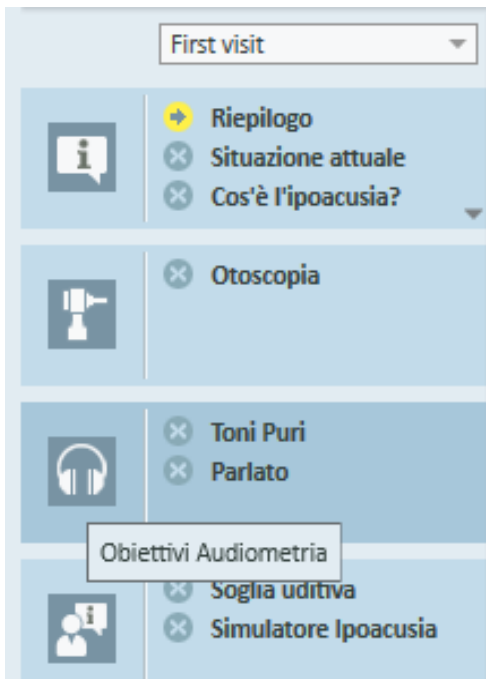 First visit
Riepilogo
Situazione attuale
Cos'è l'ipoacusia?
Otoscopia
Toni Puri
Parlato
Obiettivi Audiometria
Soglia uditiva
Simulatore Ipoacusia